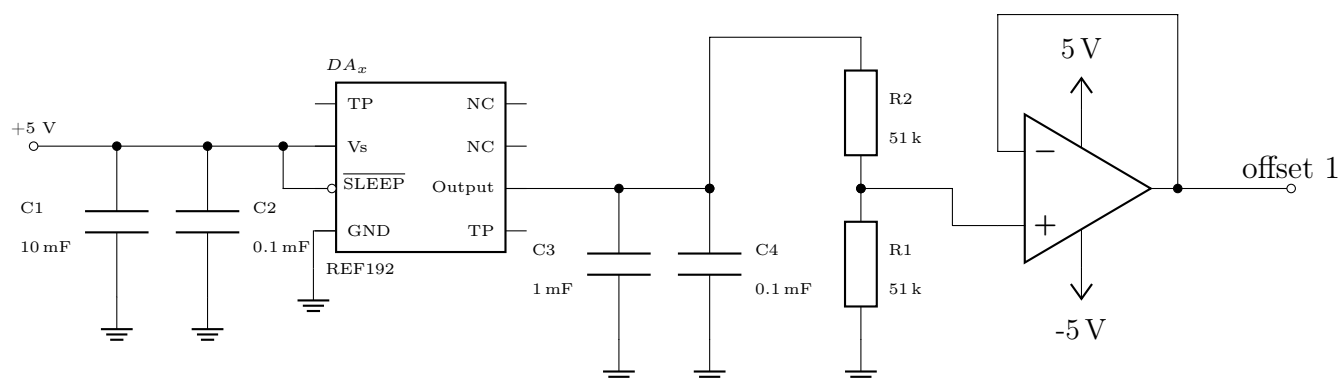 +5 V
C1
10 mF
C2
0.1 mF
DAx
TP
Vs
SLEEP
GND
NC
NC
Output
TP
REF192
C3
1 mF
C4
0.1 mF
R2
51 k
R1
51 k
5 V
−
+
-5 V
offset 1